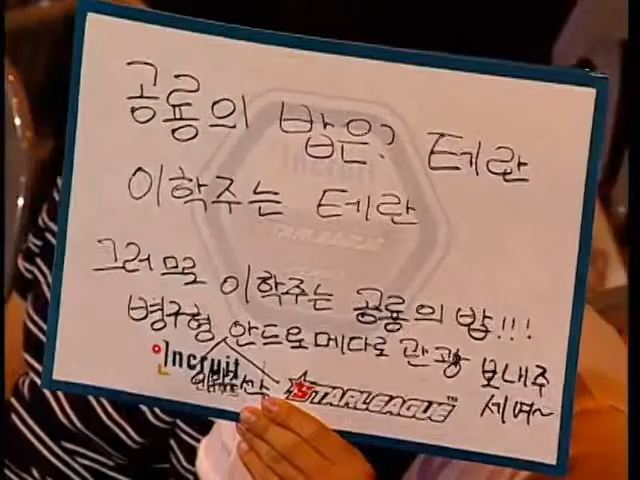 공룡의 밥은? 테란
이학주는 테란
그러므로 이학주는 공룡의 밥!!!
병구형 안드로메다로 관광 보내주
세여~
Incruit
STARLEAGUE™